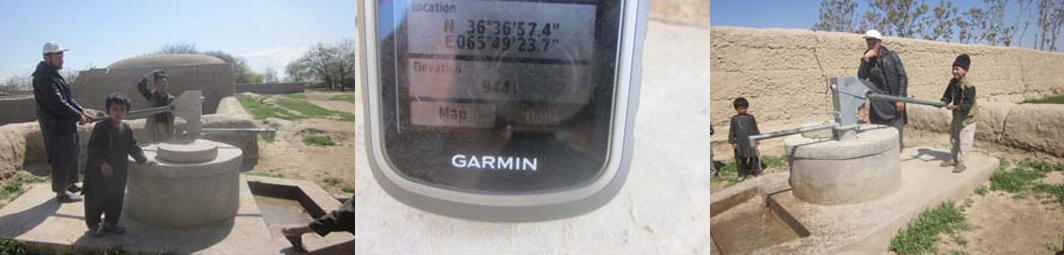 Location
N 36°36'57.4"
E065°49'23.7"
Elevation
Map
GARMIN